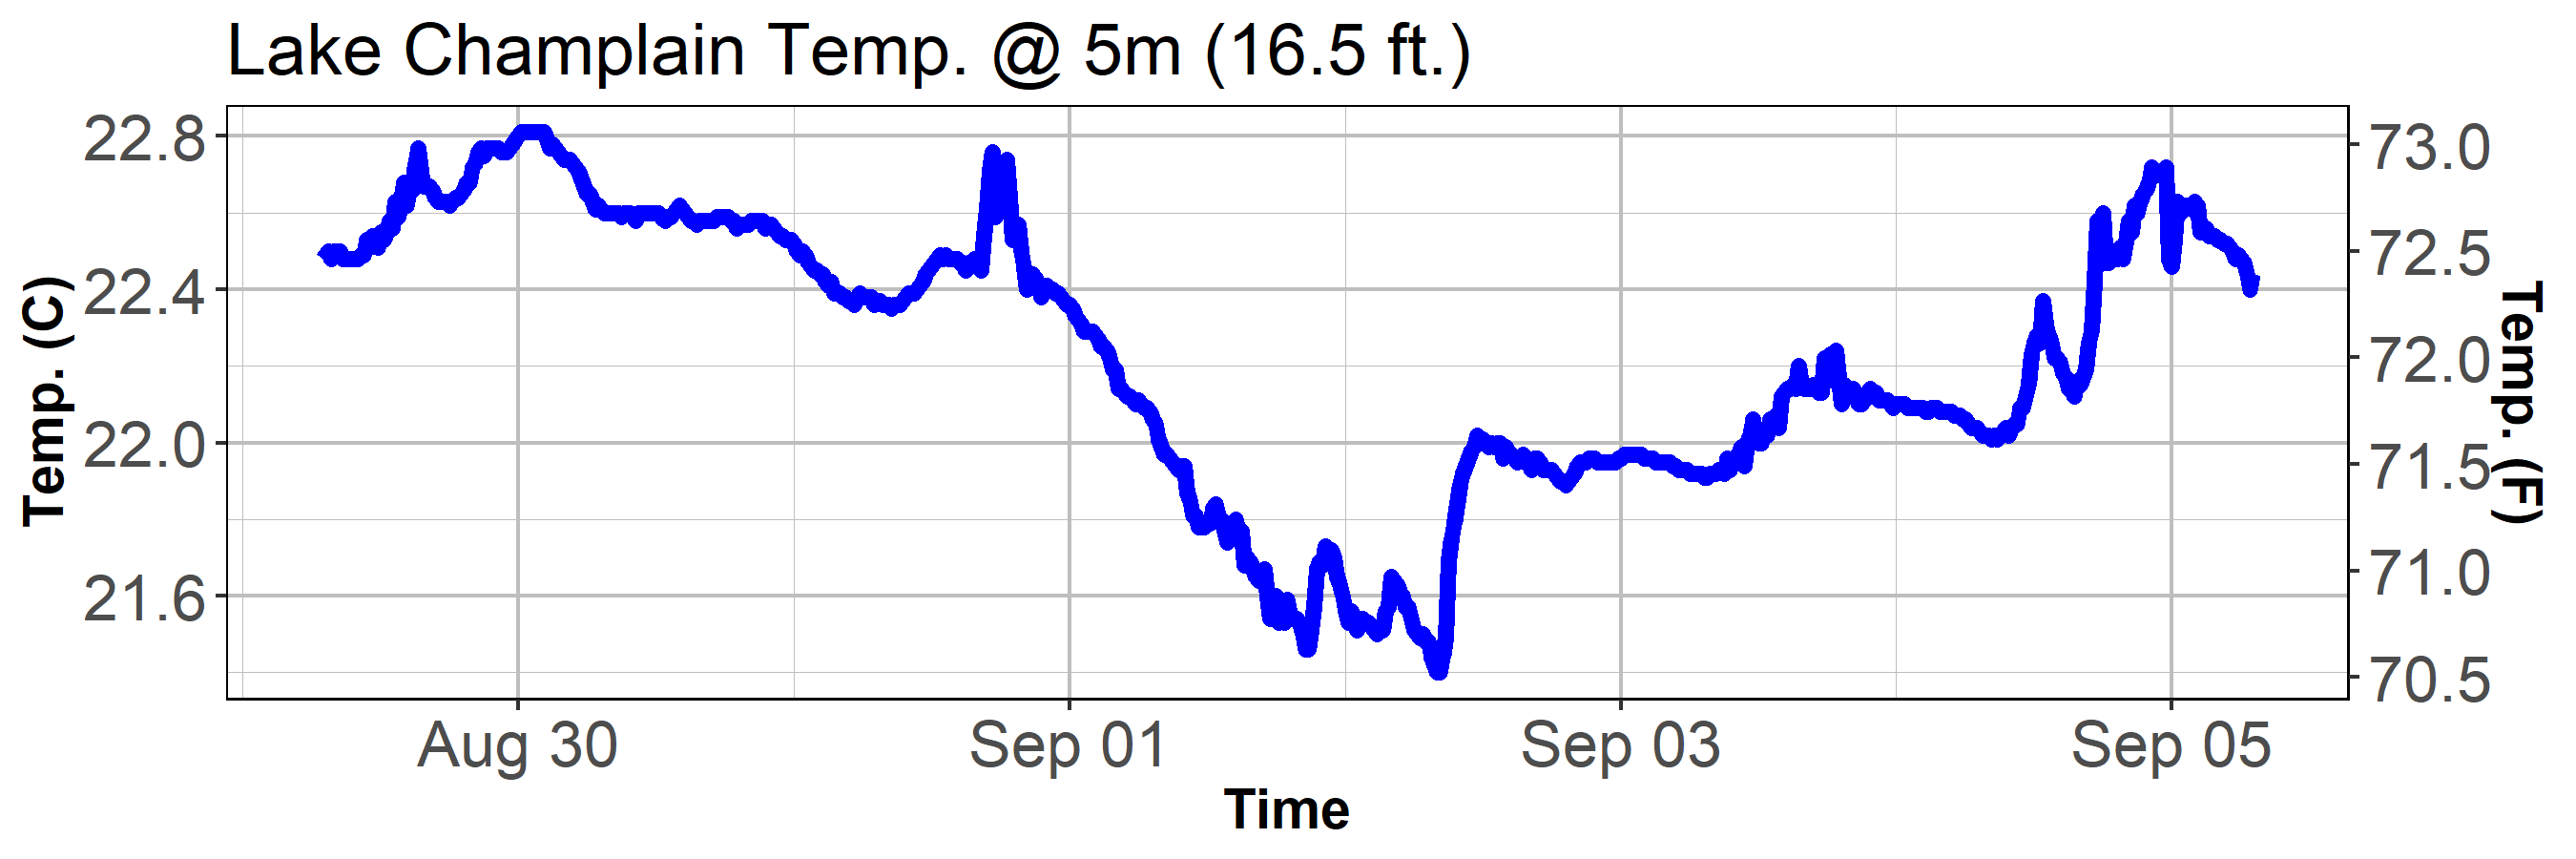 Lake Champlain Temp. @ 5m (16.5 ft.)
Temp. (C)
22.8
22.4
22.0
21.6
73.0
72.5
72.0
71.5
71.0
70.5
Temp. (F)
Aug 30 Sep 01 Sep 03 Sep 05
Time